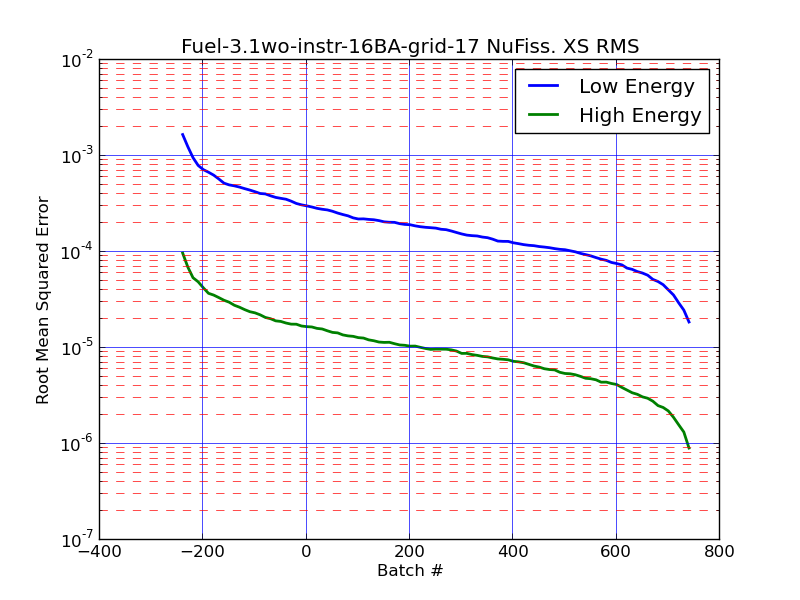 Fuel-3.1wo-instr-16BA-grid-17 NuFiss. XS RMS
Low Energy
High Energy
Root Mean Squared Error
10^-2
10^-3
10^-4
10^-5
10^-6
10^-7
−400
−200
0
200
400
600
800
Batch #